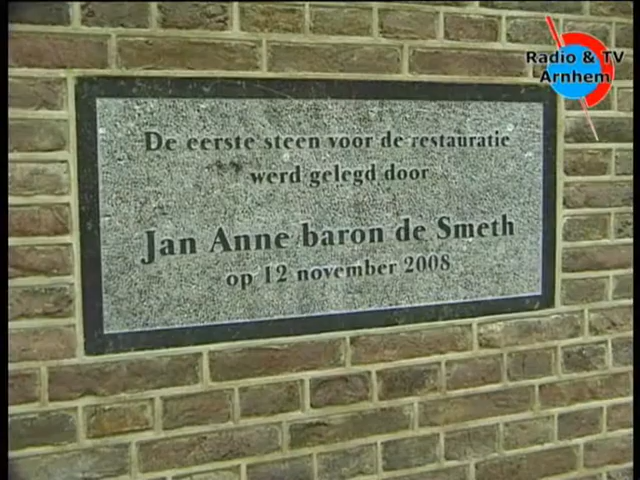 Radio & TV
Arnhem
De eerste steen voor de restauratie
werd gelegd door
Jan Anne baron de Smeth
op 12 november 2008